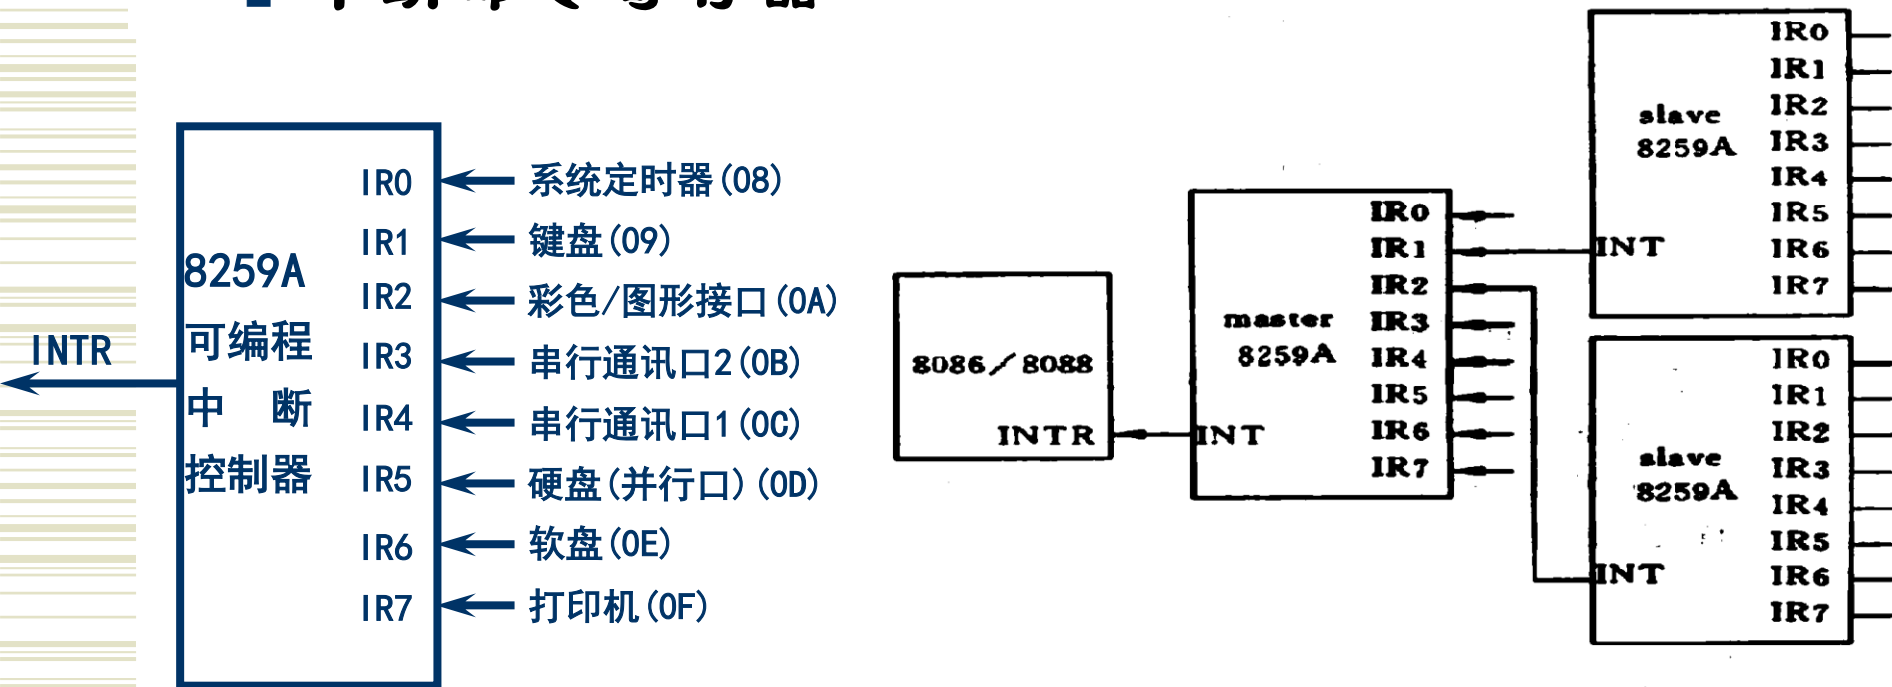 INTR
8259A
可编程
中 断
控制器
IR0 系统定时器(08)
IR1 键盘(09)
IR2 彩色/图形接口(0A)
IR3 串行通讯口2(0B)
IR4 串行通讯口1(0C)
IR5 硬盘(并行口)(0D)
IR6 软盘(0E)
IR7 打印机(0F)
8086/8088
INTR
master
8259A
INT
IR0
IR1
IR2
IR3
IR4
IR5
IR6
IR7
slave
8259A
INT
IR0
IR1
IR2
IR3
IR4
IR5
IR6
IR7
slave
8259A
INT
IR0
IR1
IR2
IR3
IR4
IR5
IR6
IR7